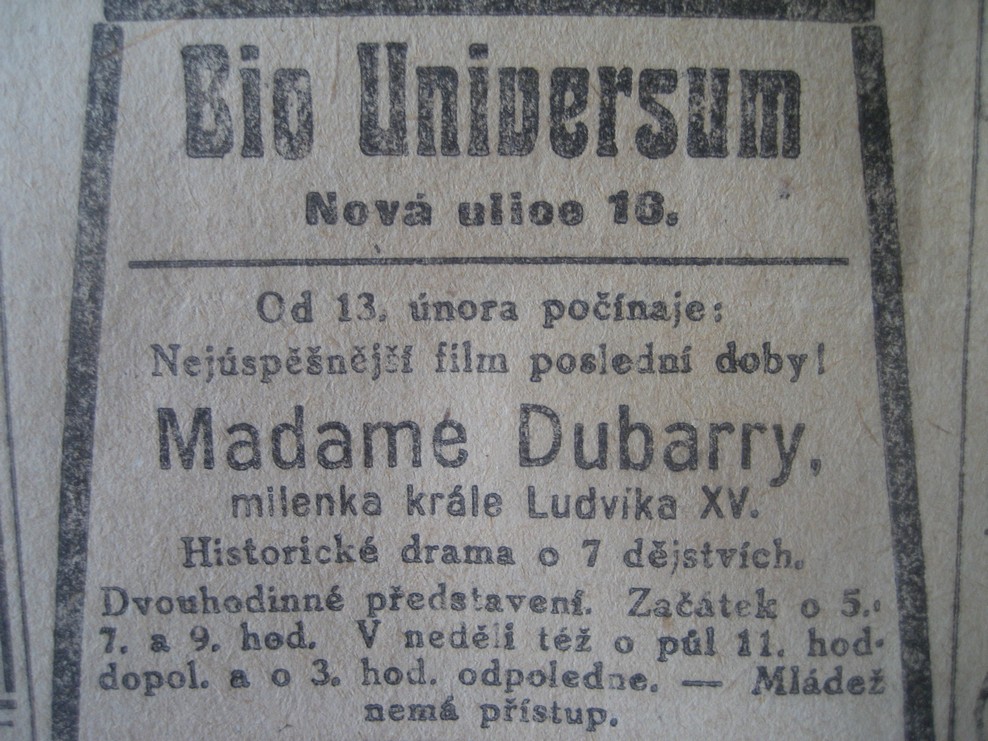 Bio Universum
Nová ulice 18.
Od 13. února počínaje:
Nejúspěšnější film poslední doby!
Madame Dubarry,
milenka krále Ludvíka XV.
Historické drama o 7 dějstvích.
Dvouhodinné představení. Začátek o 5.,
7. a 9. hod. V neděli též o půl 11. hod.
dopol. a o 3. hod. odpoledne. — Mládež
nemá přístup.